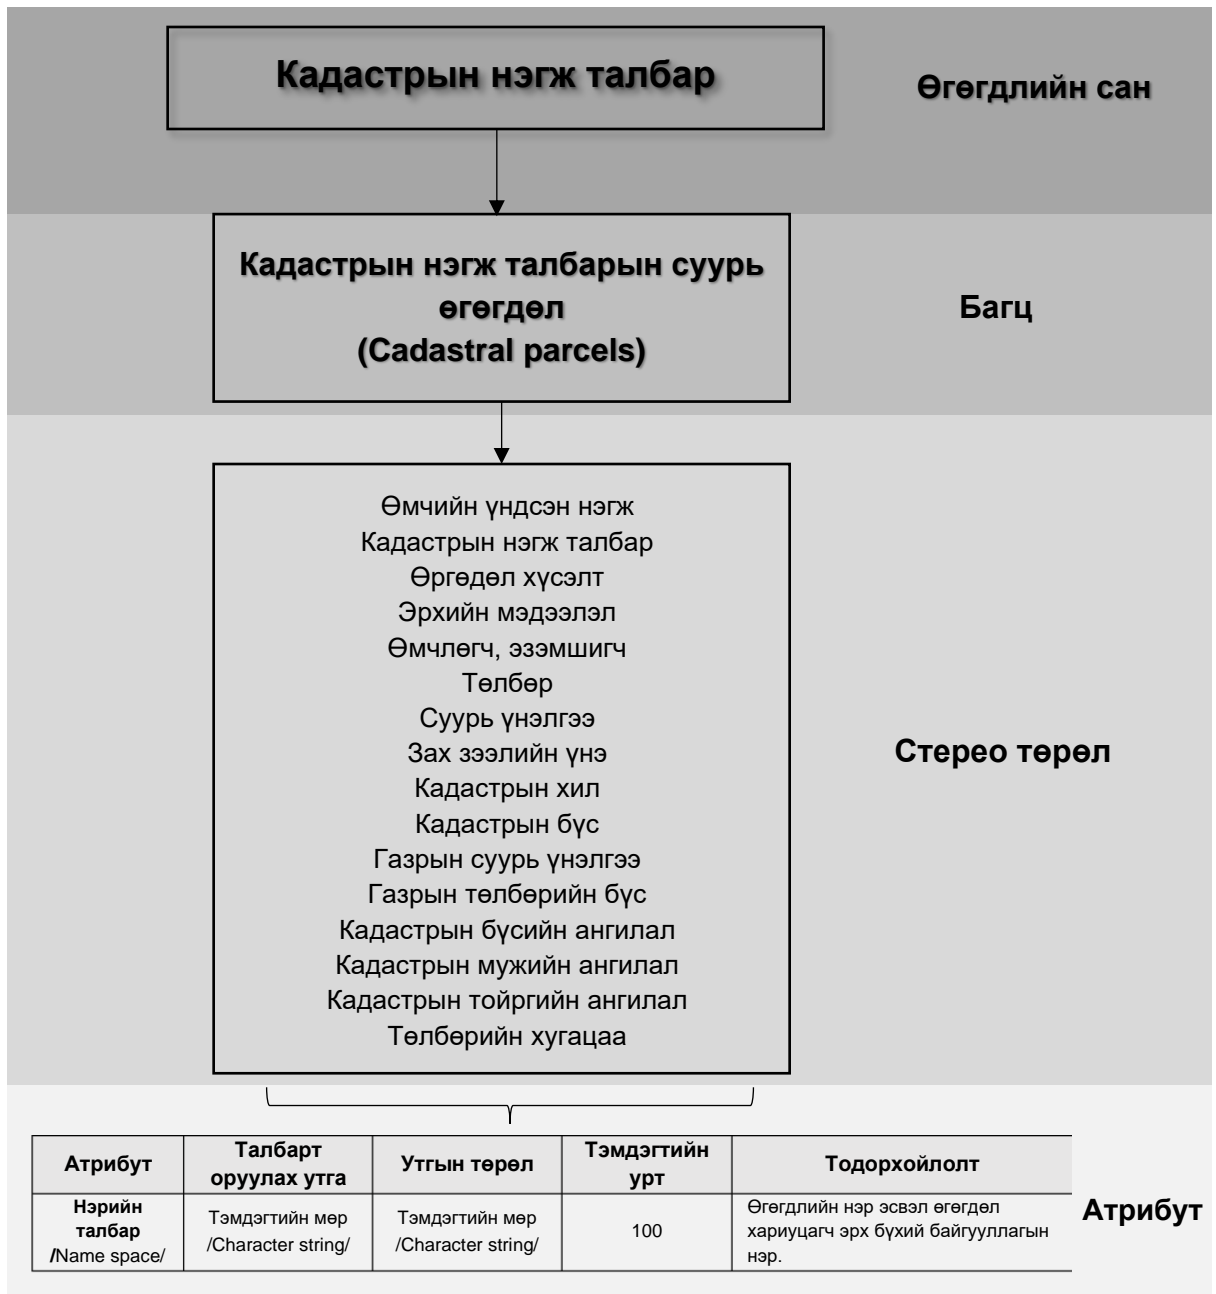 Кадастрын нэгж талбар
Өгөгдлийн сан
Кадастрын нэгж талбарын суурь
өгөгдөл
(Cadastral parcels)
Багц
Өмчийн үндсэн нэгж
Кадастрын нэгж талбар
Өргөдөл хүсэлт
Эрхийн мэдээлэл
Өмчлөгч, эзэмшигч
Төлбөр
Суурь үнэлгээ
Зах зээлийн үнэ
Кадастрын хил
Кадастрын бүс
Газрын суурь үнэлгээ
Газрын төлбөрийн бүс
Кадастрын бүсийн ангилал
Кадастрын мужийн ангилал
Кадастрын тойргийн ангилал
Төлбөрийн хугацаа
Стерео төрөл
Атрибут
Талбарт
оруулах утга
Утгын төрөл
Тэмдэгтийн
урт
Тодорхойлолт
Нэрийн
талбар
/Name space/
Тэмдэгтийн мөр
/Character string/
Тэмдэгтийн мөр
/Character string/
100
Өгөгдлийн нэр эсвэл өгөгдөл
хариуцагч эрх бүхий байгууллагын
нэр.
Атрибут